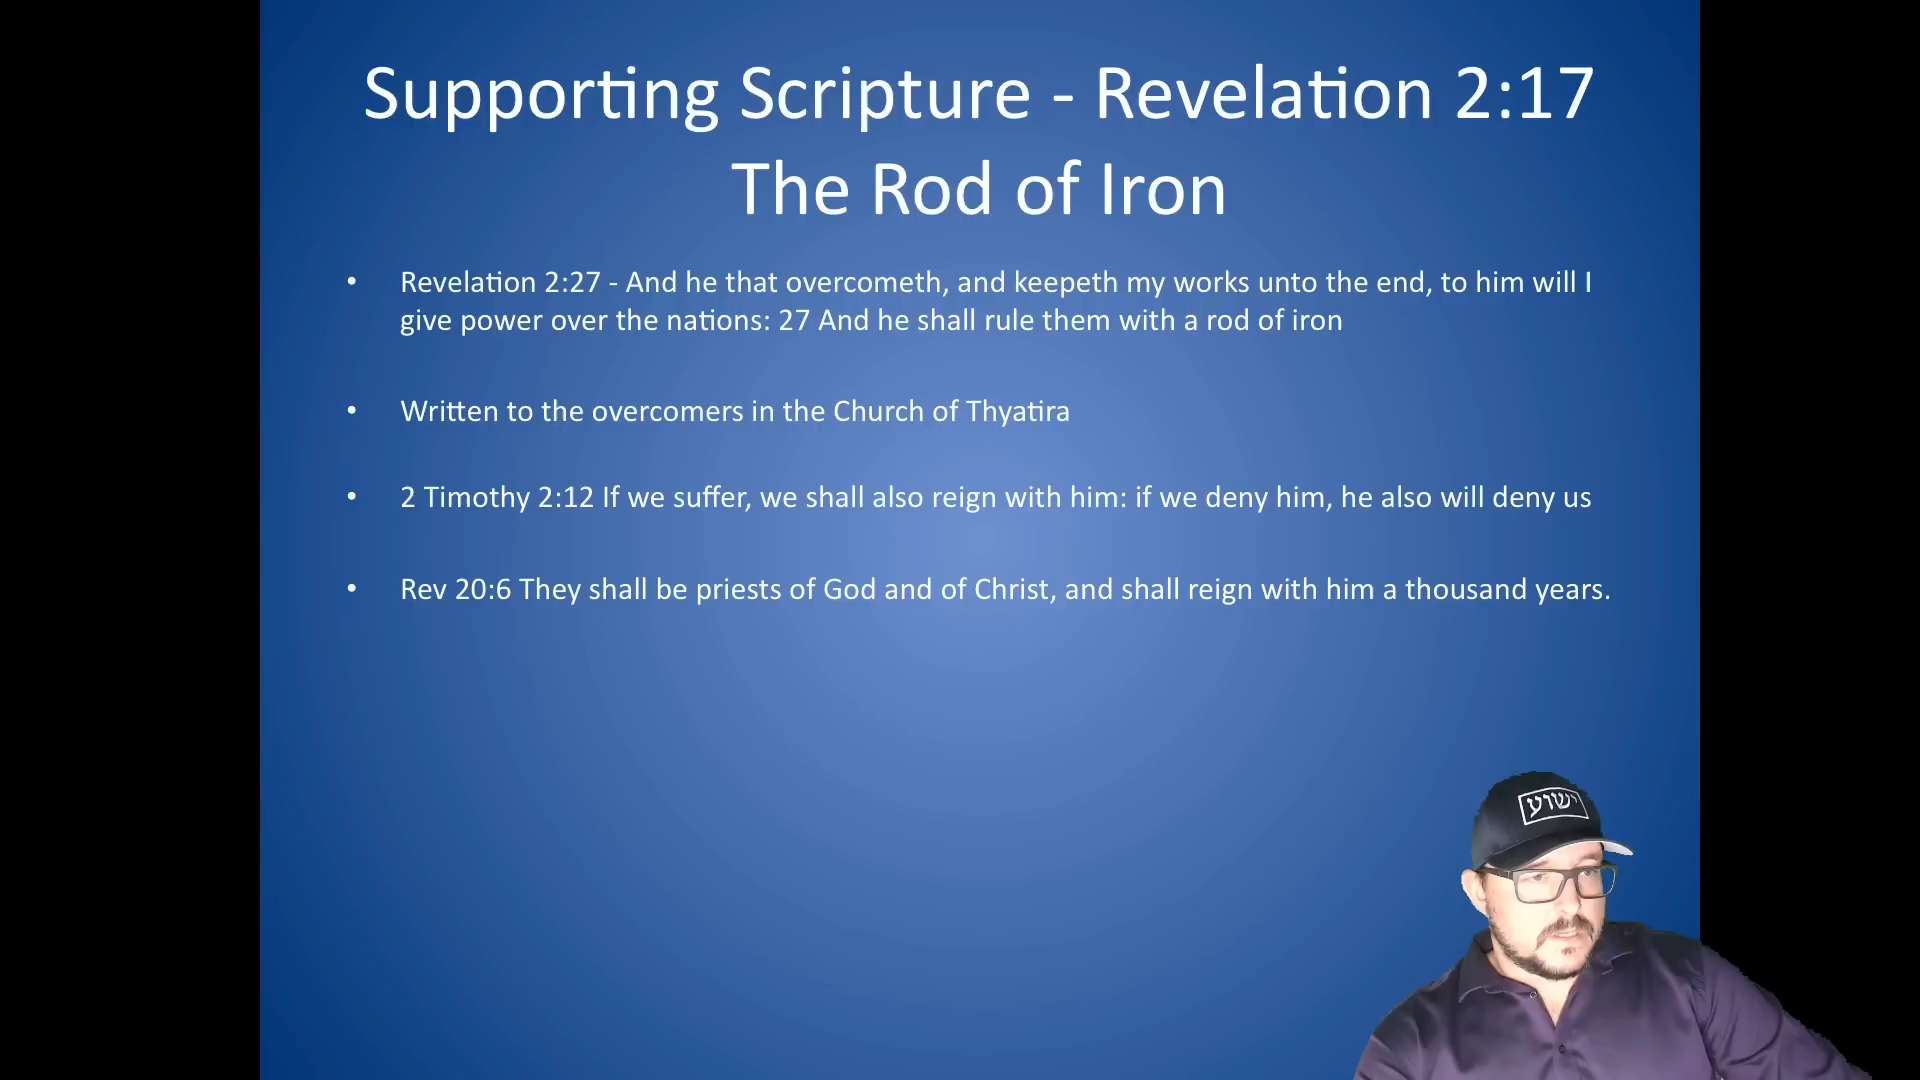 Supporting Scripture - Revelation 2:17
The Rod of Iron
• Revelation 2:27 - And he that overcometh, and keepeth my works unto the end, to him will I
give power over the nations: 27 And he shall rule them with a rod of iron
• Written to the overcomers in the Church of Thyatira
• 2 Timothy 2:12 If we suffer, we shall also reign with him: if we deny him, he also will deny us
• Rev 20:6 They shall be priests of God and of Christ, and shall reign with him a thousand years.
ישוע